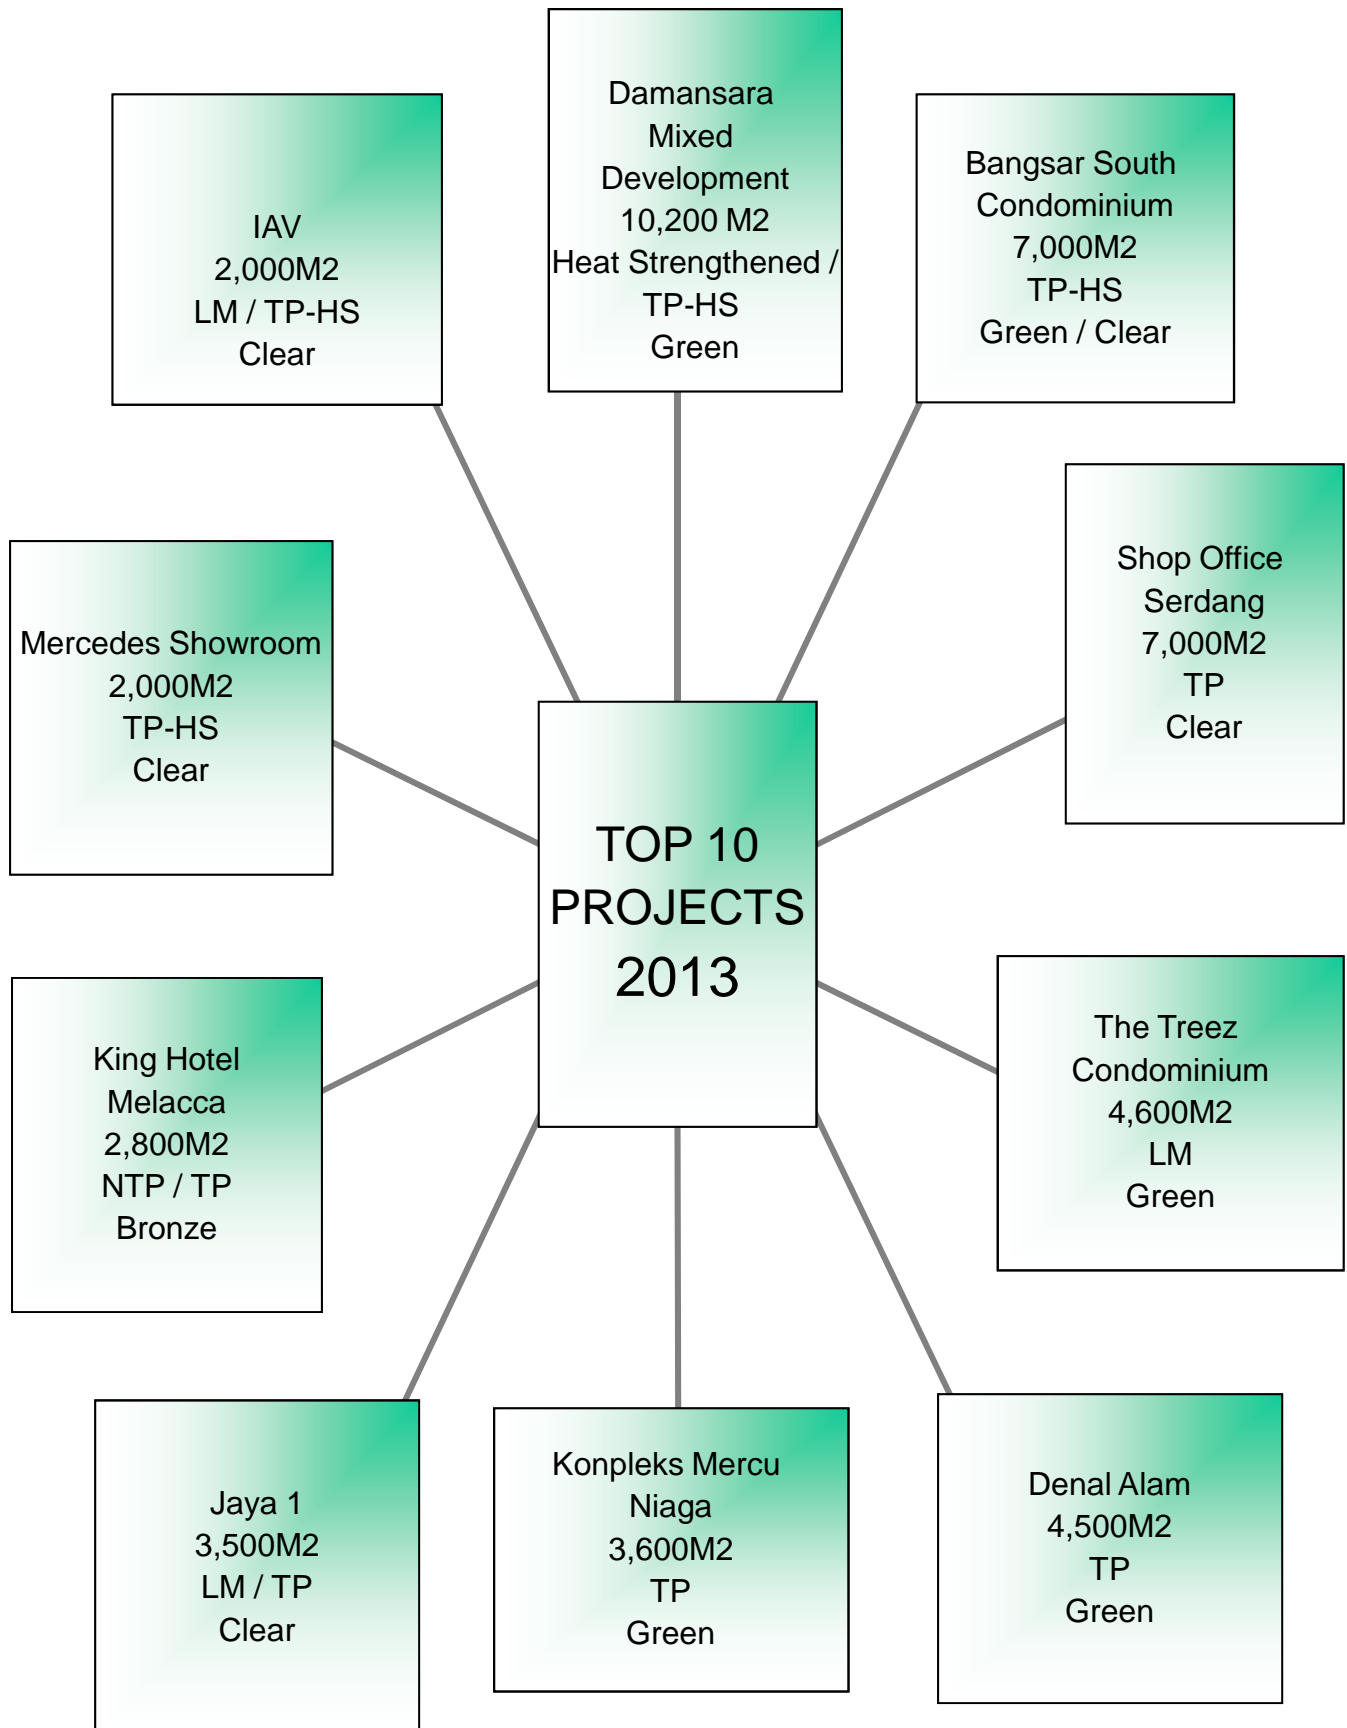 Damansara
Mixed
Development
10,200 M2
Heat Strengthened /
TP-HS
Green
Bangsar South
Condominium
7,000M2
TP-HS
Green / Clear
Shop Office
Serdang
7,000M2
TP
Clear
The Treez
Condominium
4,600M2
LM
Green
Denal Alam
4,500M2
TP
Green
Konpleks Mercu
Niaga
3,600M2
TP
Green
Jaya 1
3,500M2
LM / TP
Clear
King Hotel
Melacca
2,800M2
NTP / TP
Bronze
Mercedes Showroom
2,000M2
TP-HS
Clear
IAV
2,000M2
LM / TP-HS
Clear
TOP 10
PROJECTS
2013